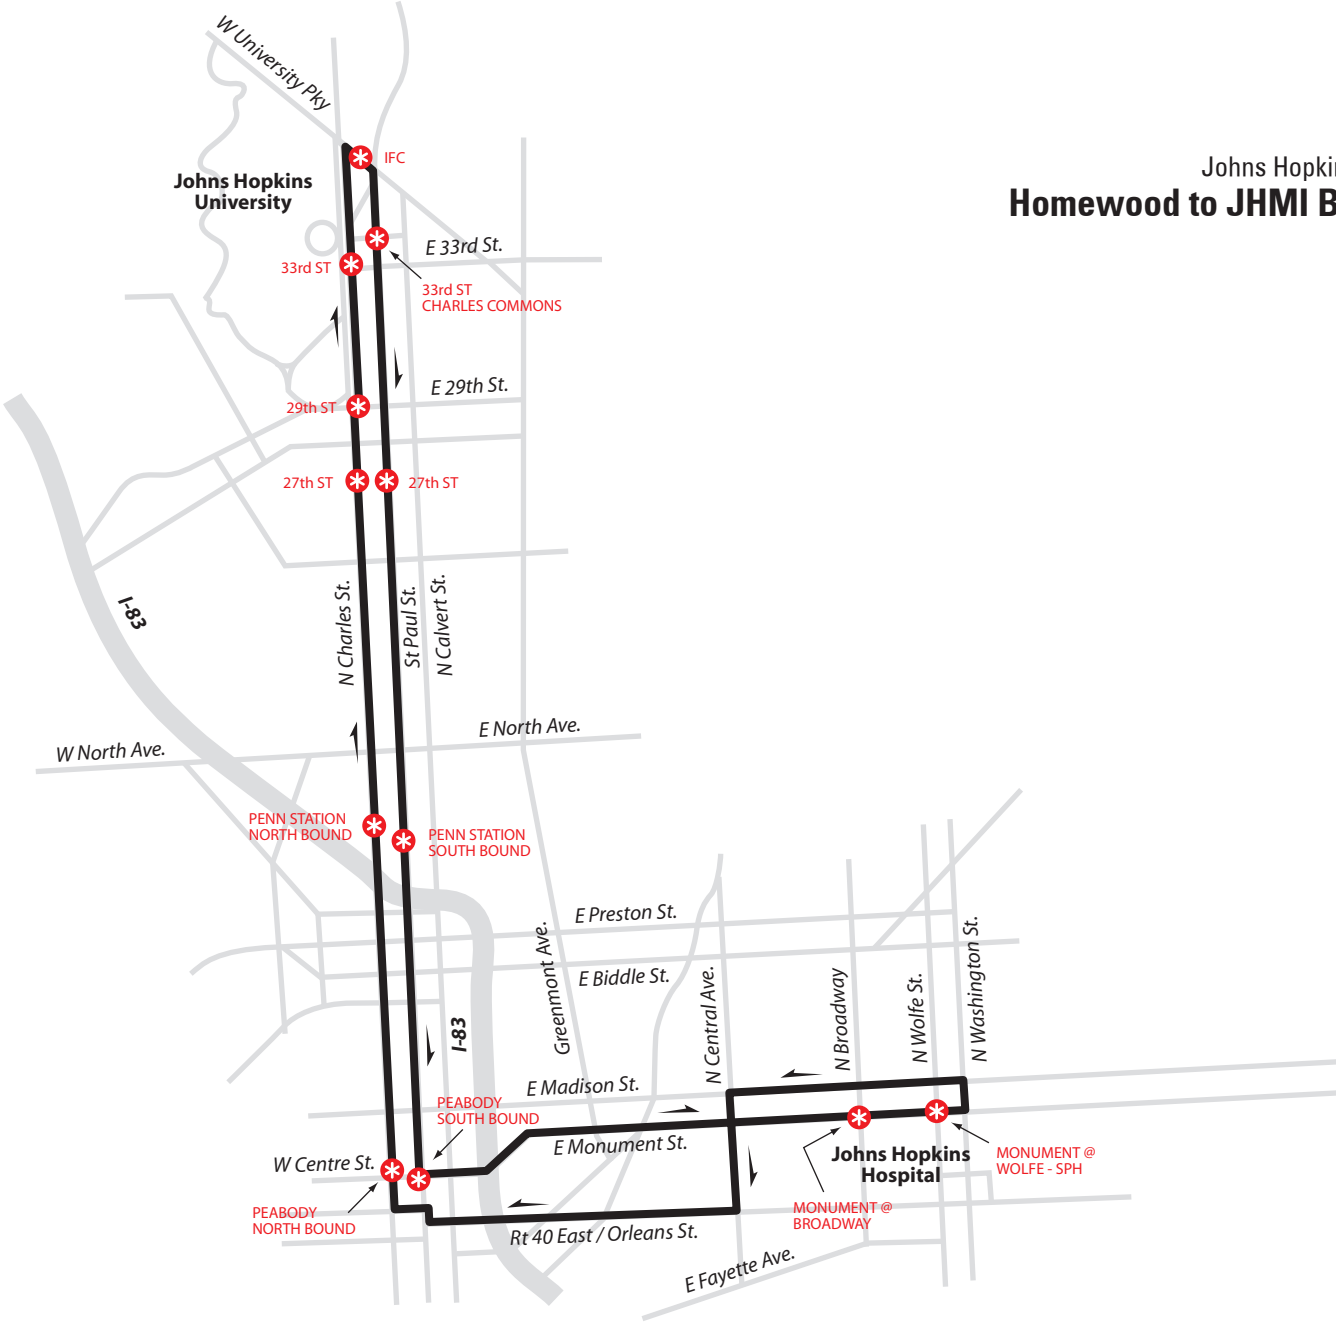 W University Pky
IFC
Johns Hopkins
University
Johns Hopkin
Homewood to JHMI B
E 33rd St.
33rd ST
33rd ST
CHARLES COMMONS
E 29th St.
29th ST
27th ST
27th ST
I-83
N Charles St.
St Paul St.
N Calvert St.
W North Ave.
E North Ave.
PENN STATION
NORTH BOUND
PENN STATION
SOUTH BOUND
E Preston St.
E Biddle St.
Greenmont Ave.
N Central Ave.
N Broadway
N Wolfe St.
N Washington St.
I-83
E Madison St.
PEABODY
SOUTH BOUND
E Monument St.
W Centre St.
Johns Hopkins
Hospital
MONUMENT @
WOLFE - SPH
PEABODY
NORTH BOUND
MONUMENT @
BROADWAY
Rt 40 East / Orleans St.
E Fayette Ave.